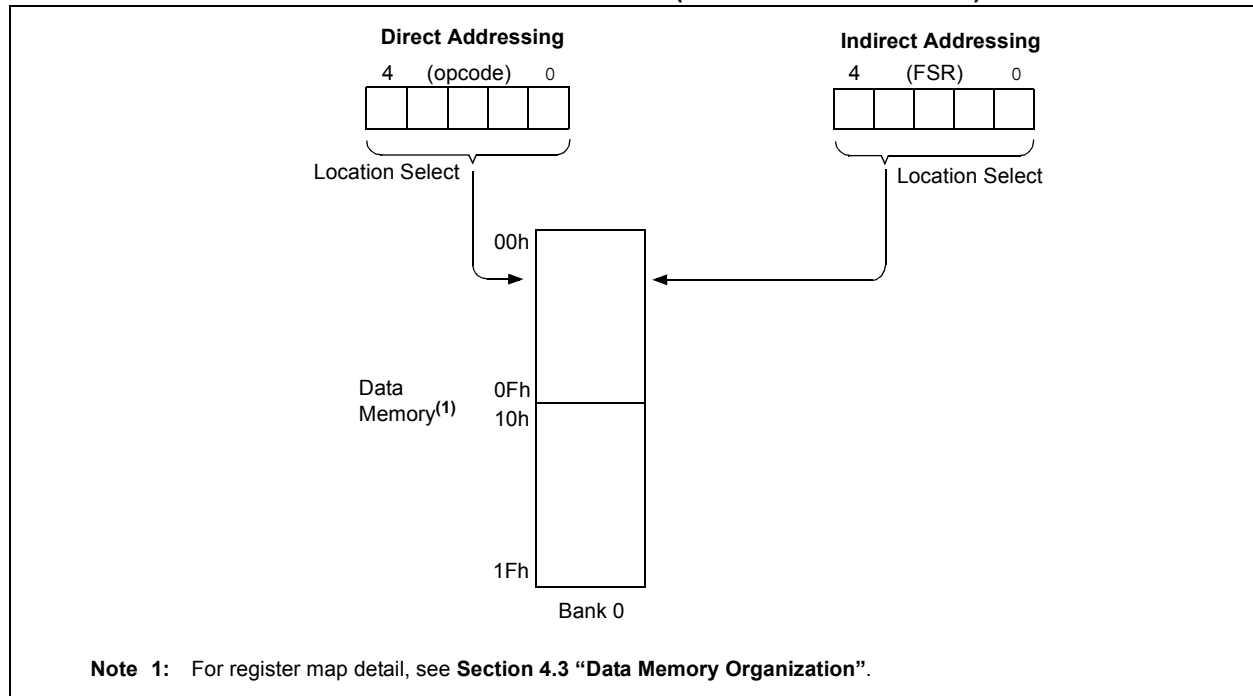 Direct Addressing
4 (opcode) 0
Location Select
Indirect Addressing
4 (FSR) 0
Location Select
00h
Data
Memory(1)
0Fh
10h
1Fh
Bank 0
Note 1: For register map detail, see Section 4.3 “Data Memory Organization”.